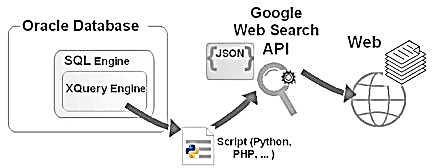 Oracle Database
SQL Engine
XQuery Engine
Script (Python,
PHP, ... )
{JSON}
Google
Web Search
API
Web